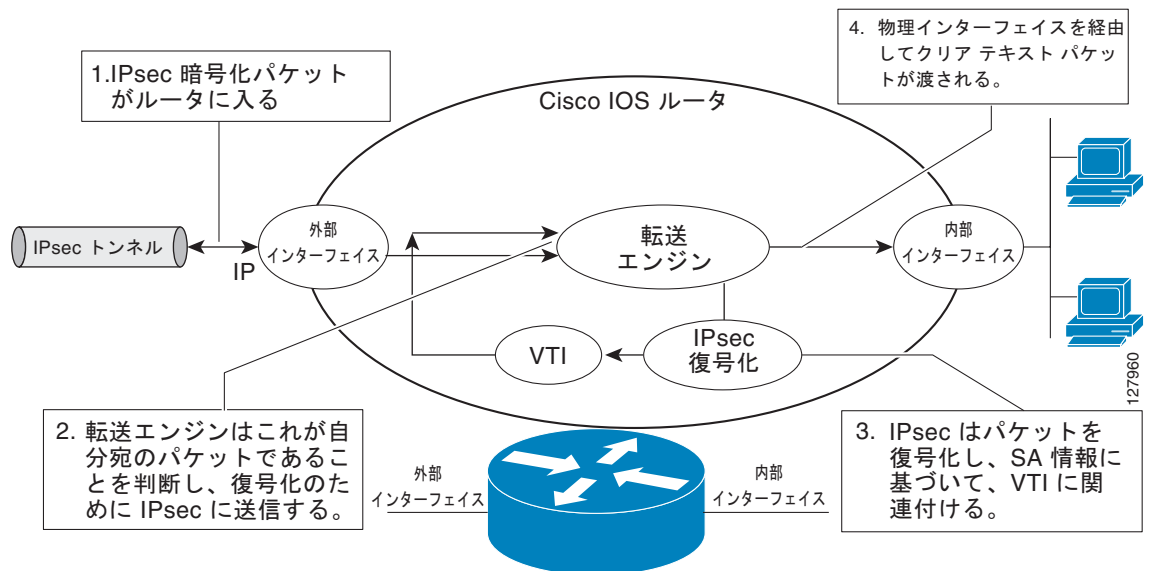 1.IPsec 暗号化パケット
がルータに入る
4. 物理インターフェイスを経由
してクリア テキスト パケッ
トが渡される。
Cisco IOS ルータ
IPsec トンネル
IP
外部
インターフェイス
転送
エンジン
内部
インターフェイス
VTI
IPsec
復号化
127960
2. 転送エンジンはこれが自
分宛のパケットであるこ
とを判断し、復号化のた
めに IPsec に送信する。
3. IPsec はパケットを
復号化し、SA 情報に
基づいて、VTI に関
連付ける。
外部
インターフェイス
内部
インターフェイス